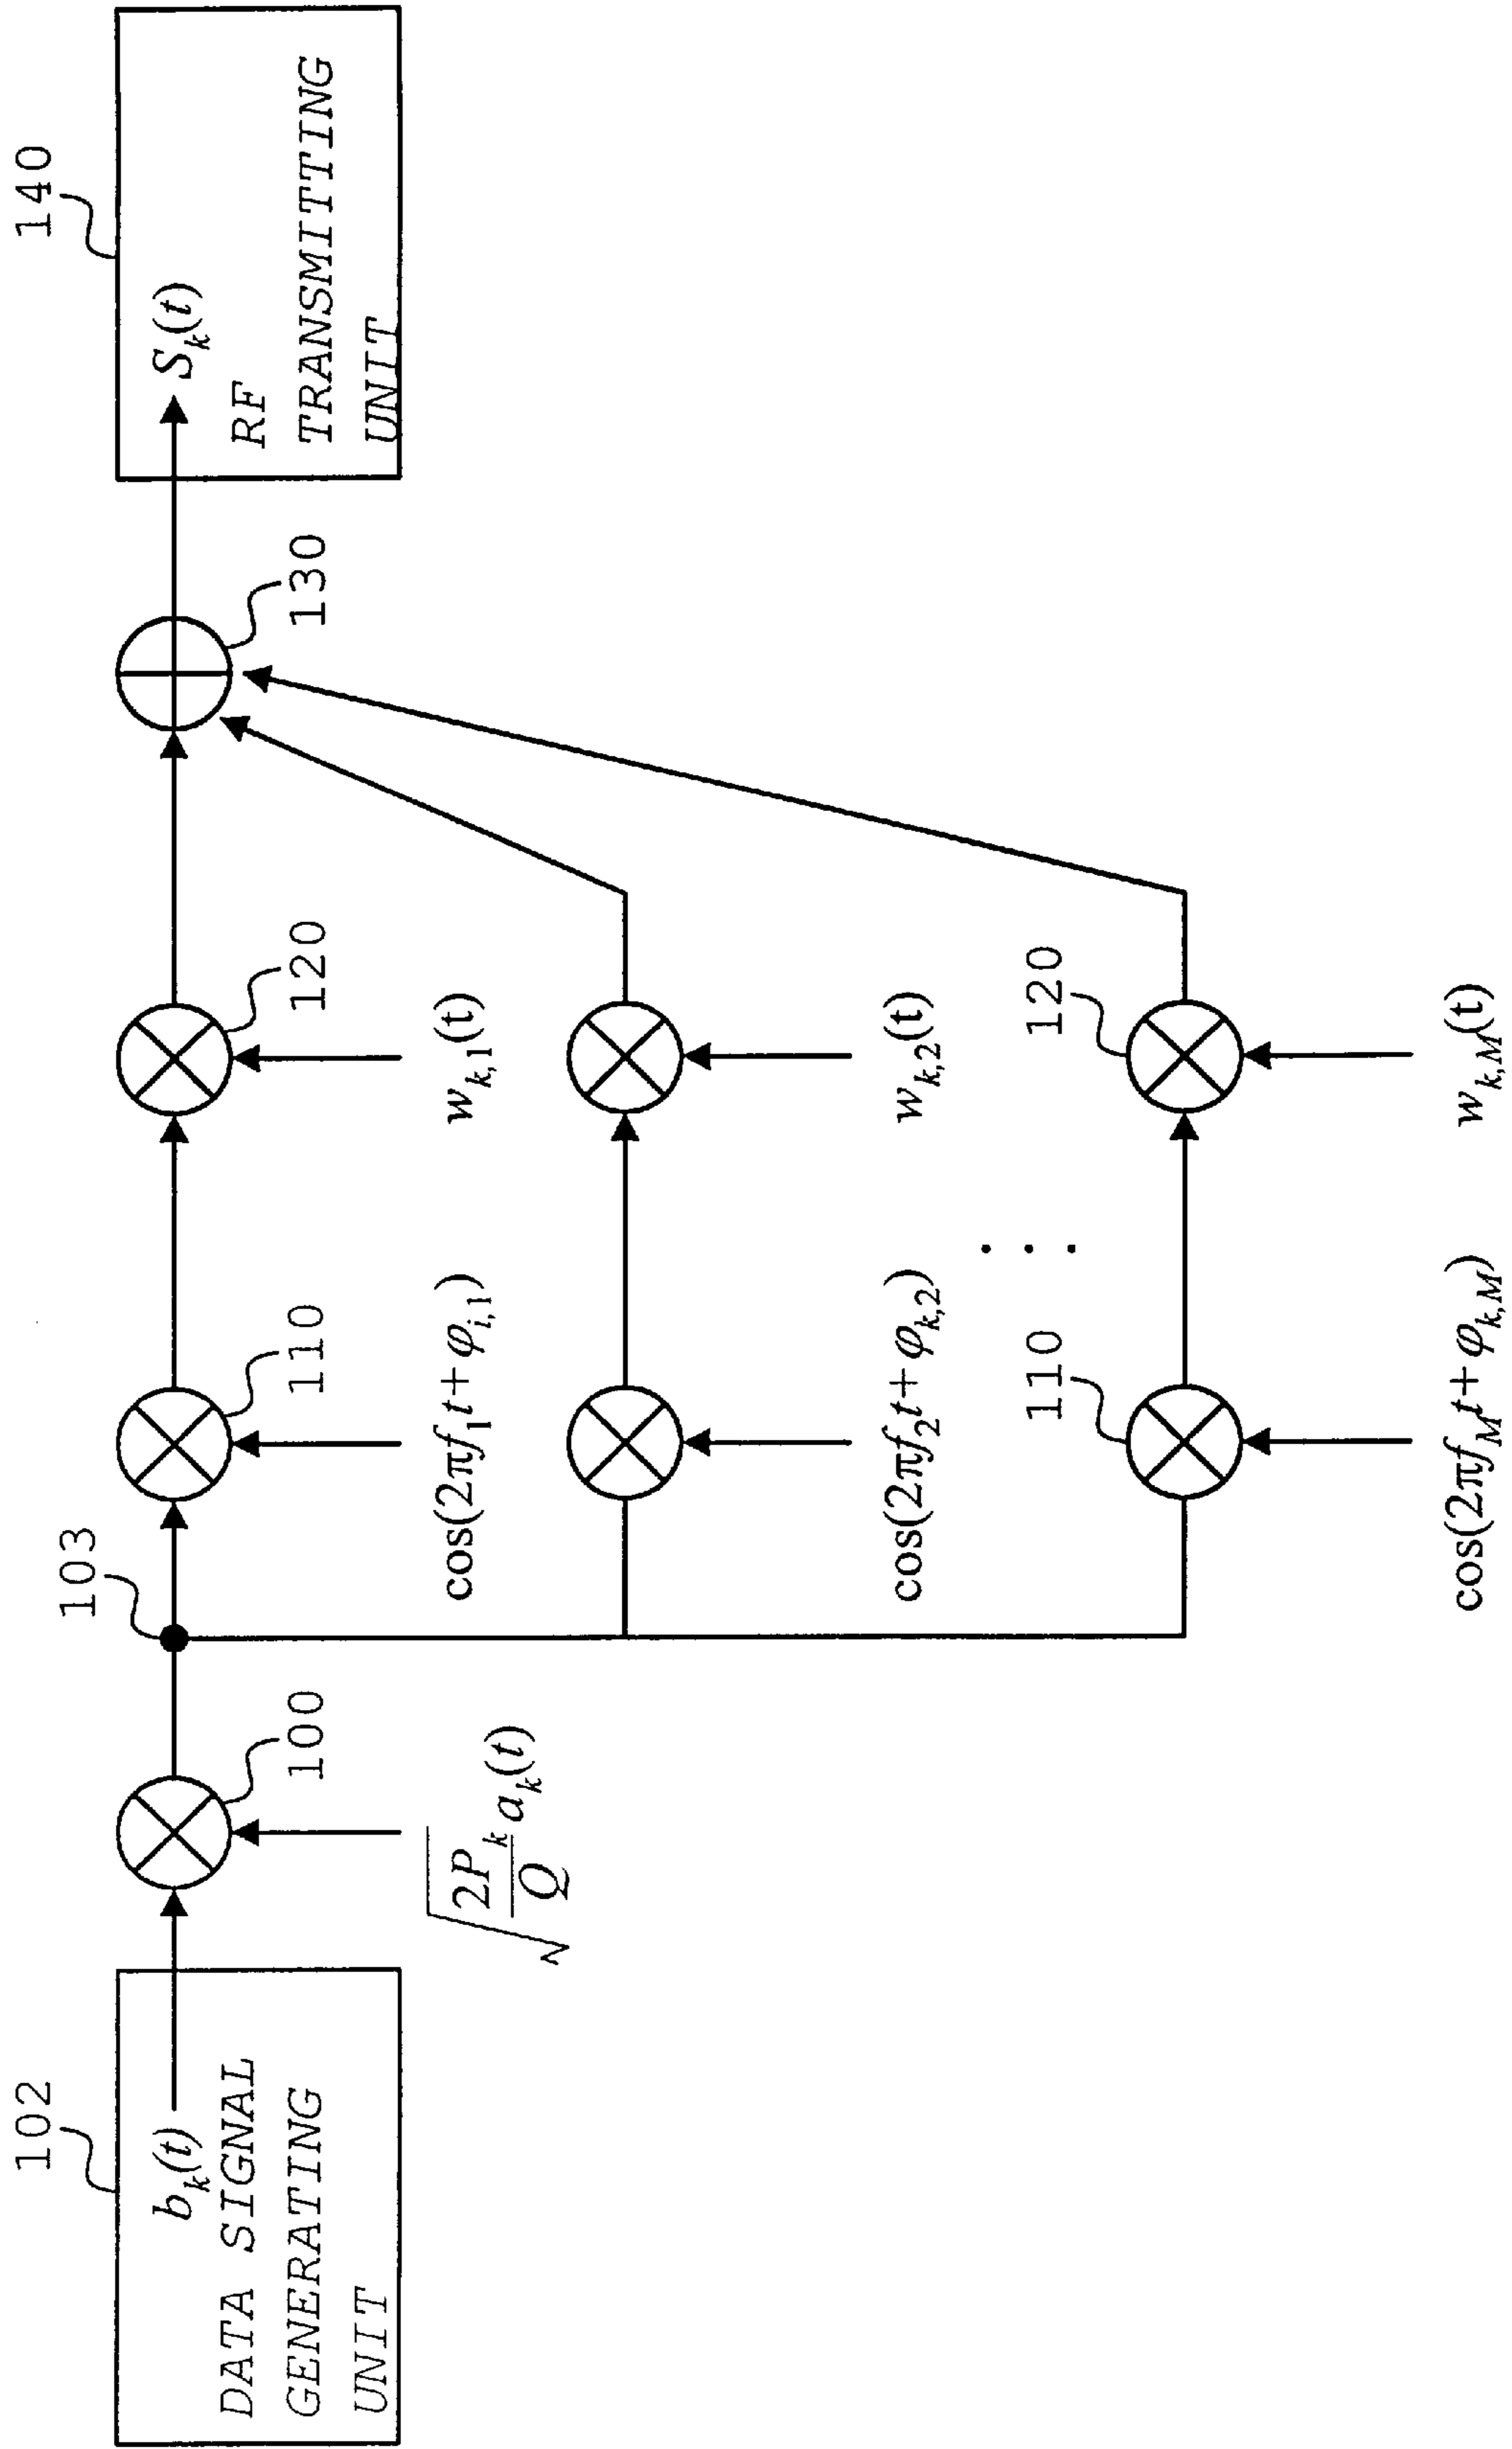 102
b_k(t)
DATA SIGNAL
GENERATING
UNIT
100
√(2P_k/Q) a_k(t)
103
110
cos(2πf_1t+φ_{i,1})
120
w_{k,1}(t)
130
140
S_k(t)
RF
TRANSMITTING
UNIT
cos(2πf_2t+φ_{k,2})
w_{k,2}(t)
. . .
110
cos(2πf_Mt+φ_{k,M})
120
w_{k,M}(t)